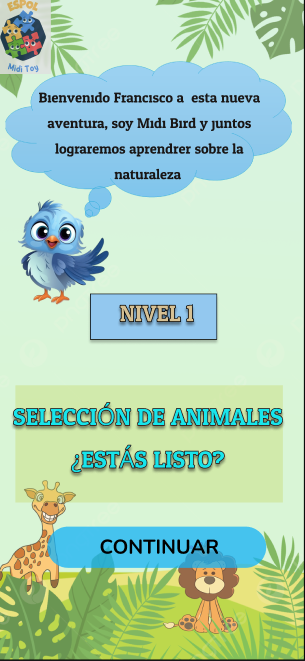 ESPOL
Midi Toy
Bienvenido Francisco a esta nueva
aventura, soy Midi Bird y juntos
lograremos aprendrer sobre la
naturaleza
NIVEL 1
SELECCIÓN DE ANIMALES
¿ESTÁS LISTO?
CONTINUAR